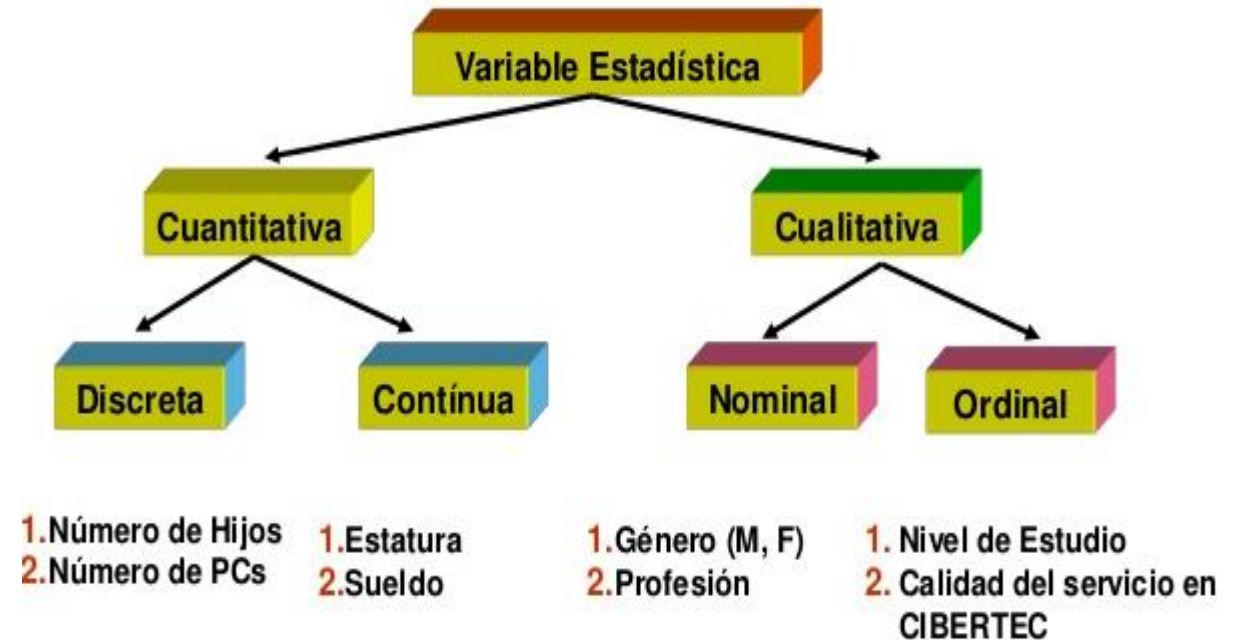 Variable Estadística
Cuantitativa
Cualitativa
Discreta
Contínua
Nominal
Ordinal
1.Número de Hijos
2.Número de PCs
1.Estatura
2.Sueldo
1.Género (M, F)
2.Profesión
1. Nivel de Estudio
2. Calidad del servicio en
CIBERTEC